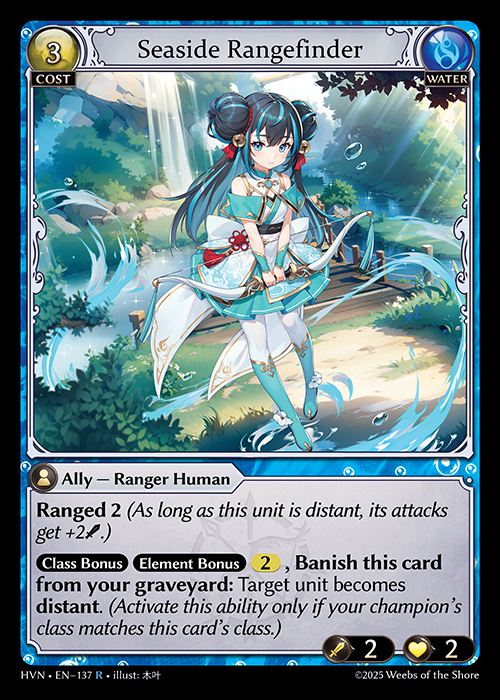 3
Seaside Rangefinder
COST
WATER
Ally — Ranger Human
Ranged 2 (As long as this unit is distant, its attacks
get +2.)
Class Bonus Element Bonus 2 , Banish this card
from your graveyard: Target unit becomes
distant. (Activate this ability only if your champion's
class matches this card's class.)
2 2
HVN • EN-137 R • illust: 木叶
©2025 Weebs of the Shore